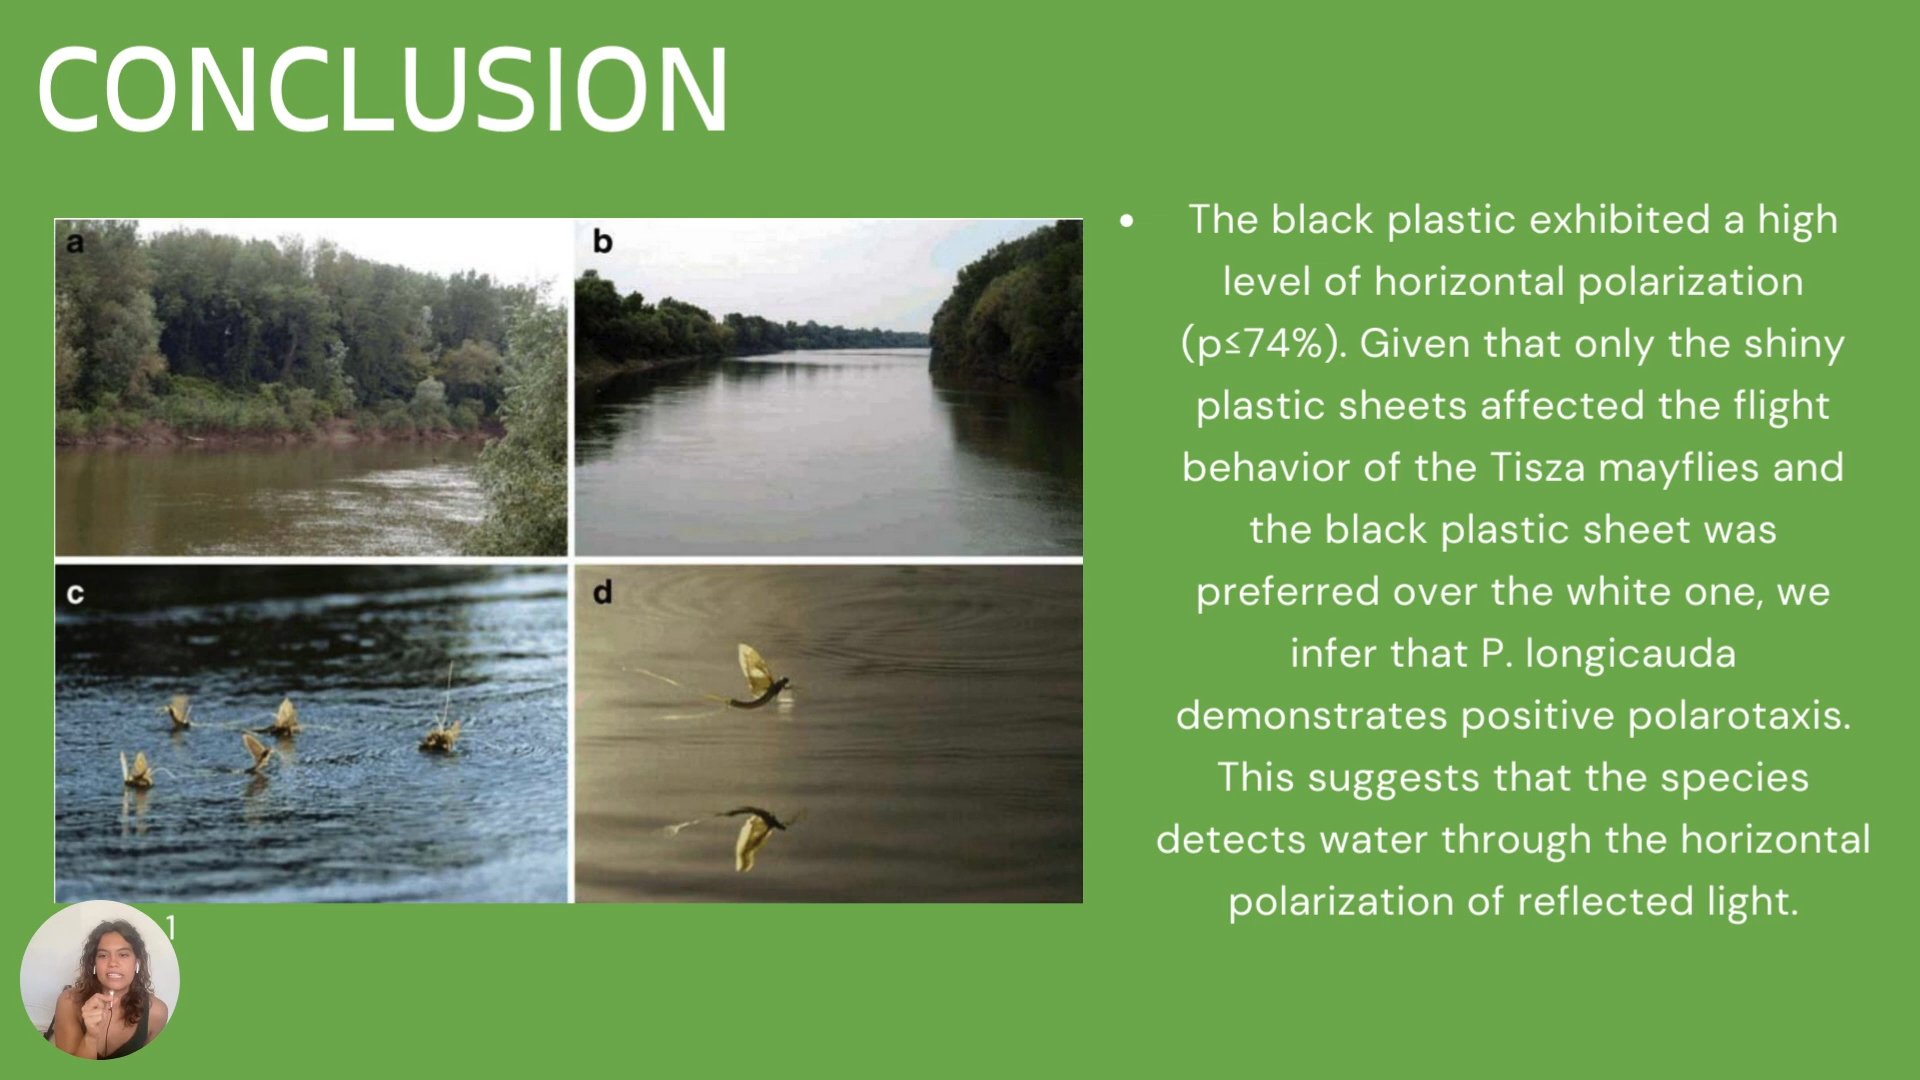 CONCLUSION
a
b
c
d
1
• The black plastic exhibited a high
level of horizontal polarization
(p≤74%). Given that only the shiny
plastic sheets affected the flight
behavior of the Tisza mayflies and
the black plastic sheet was
preferred over the white one, we
infer that P. longicauda
demonstrates positive polarotaxis.
This suggests that the species
detects water through the horizontal
polarization of reflected light.